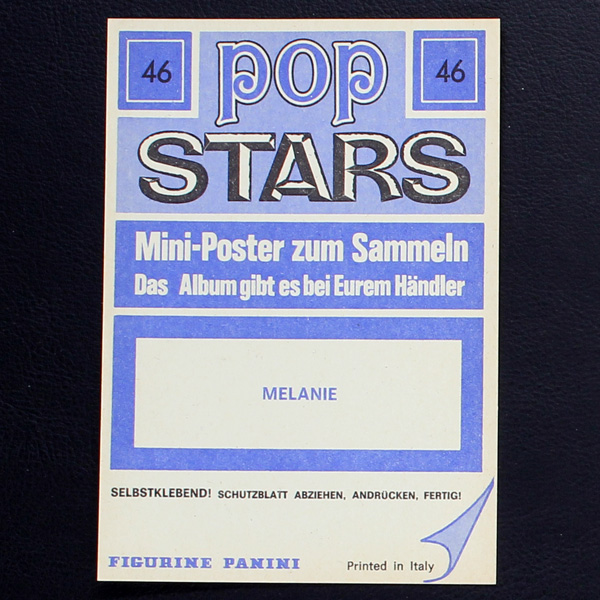 46 pop 46
STARS
Mini-Poster zum Sammeln
Das Album gibt es bei Eurem Händler
MELANIE
SELBSTKLEBEND! SCHUTZBLATT ABZIEHEN, ANDRÜCKEN, FERTIG!
FIGURINE PANINI Printed in Italy